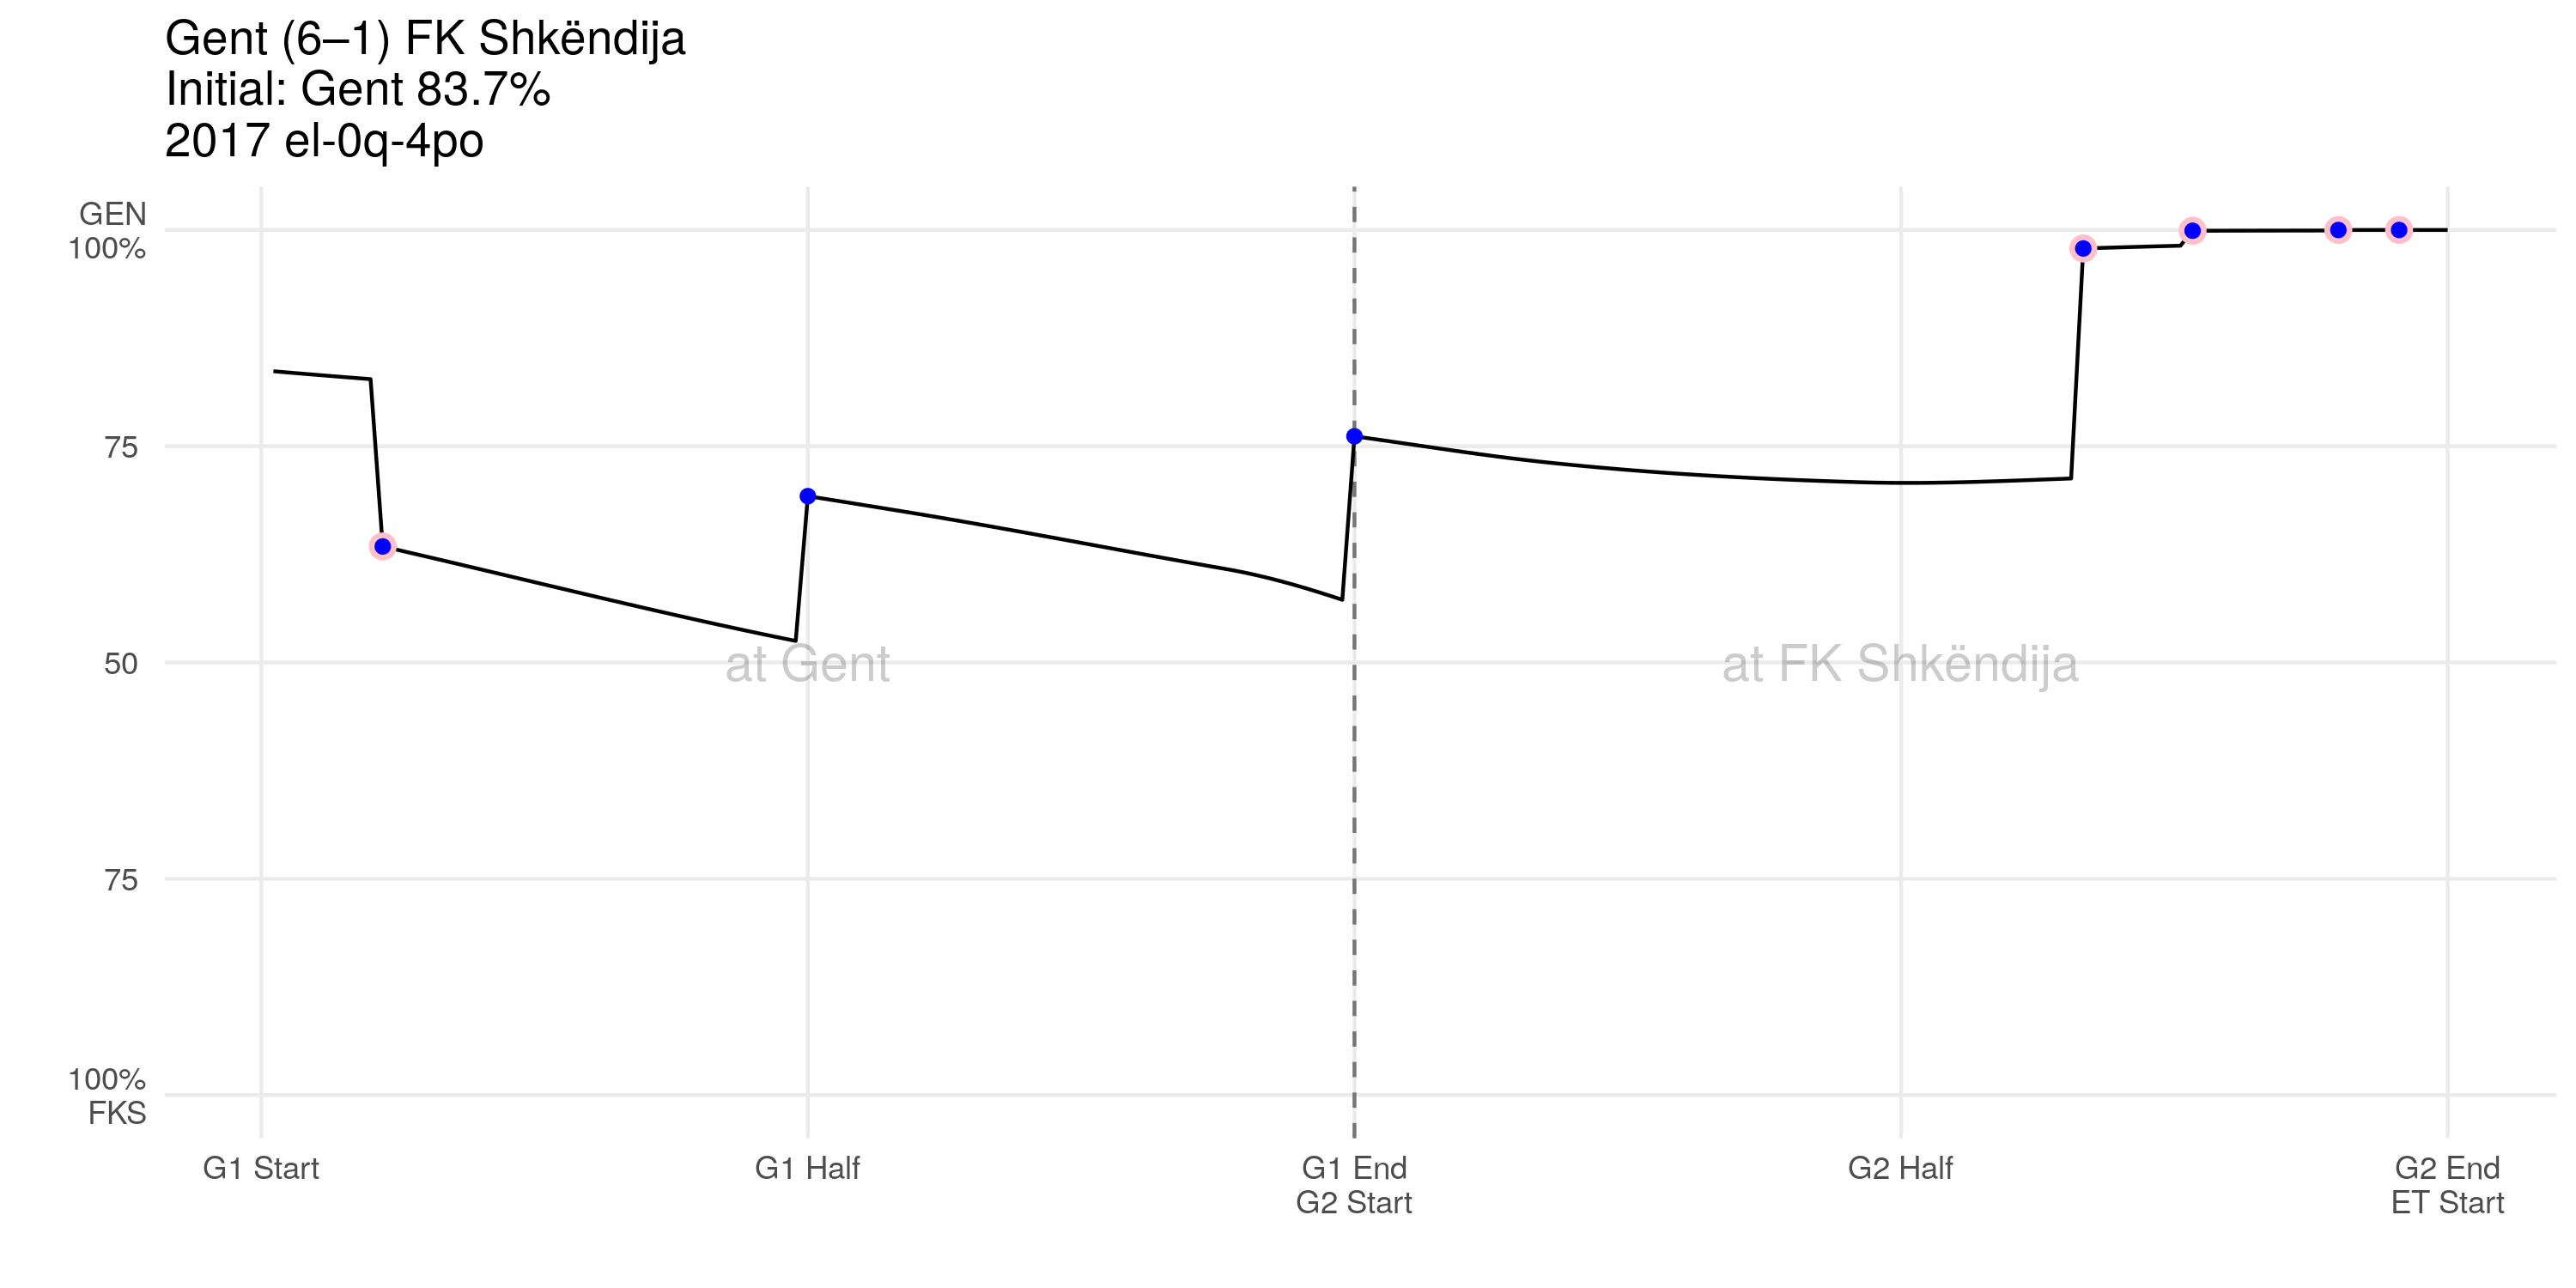 Gent (6–1) FK Shkëndija
Initial: Gent 83.7%
2017 el-0q-4po
GEN
100%
75
50
75
100%
FKS
at Gent
at FK Shkëndija
G1 Start
G1 Half
G1 End
G2 Start
G2 Half
G2 End
ET Start